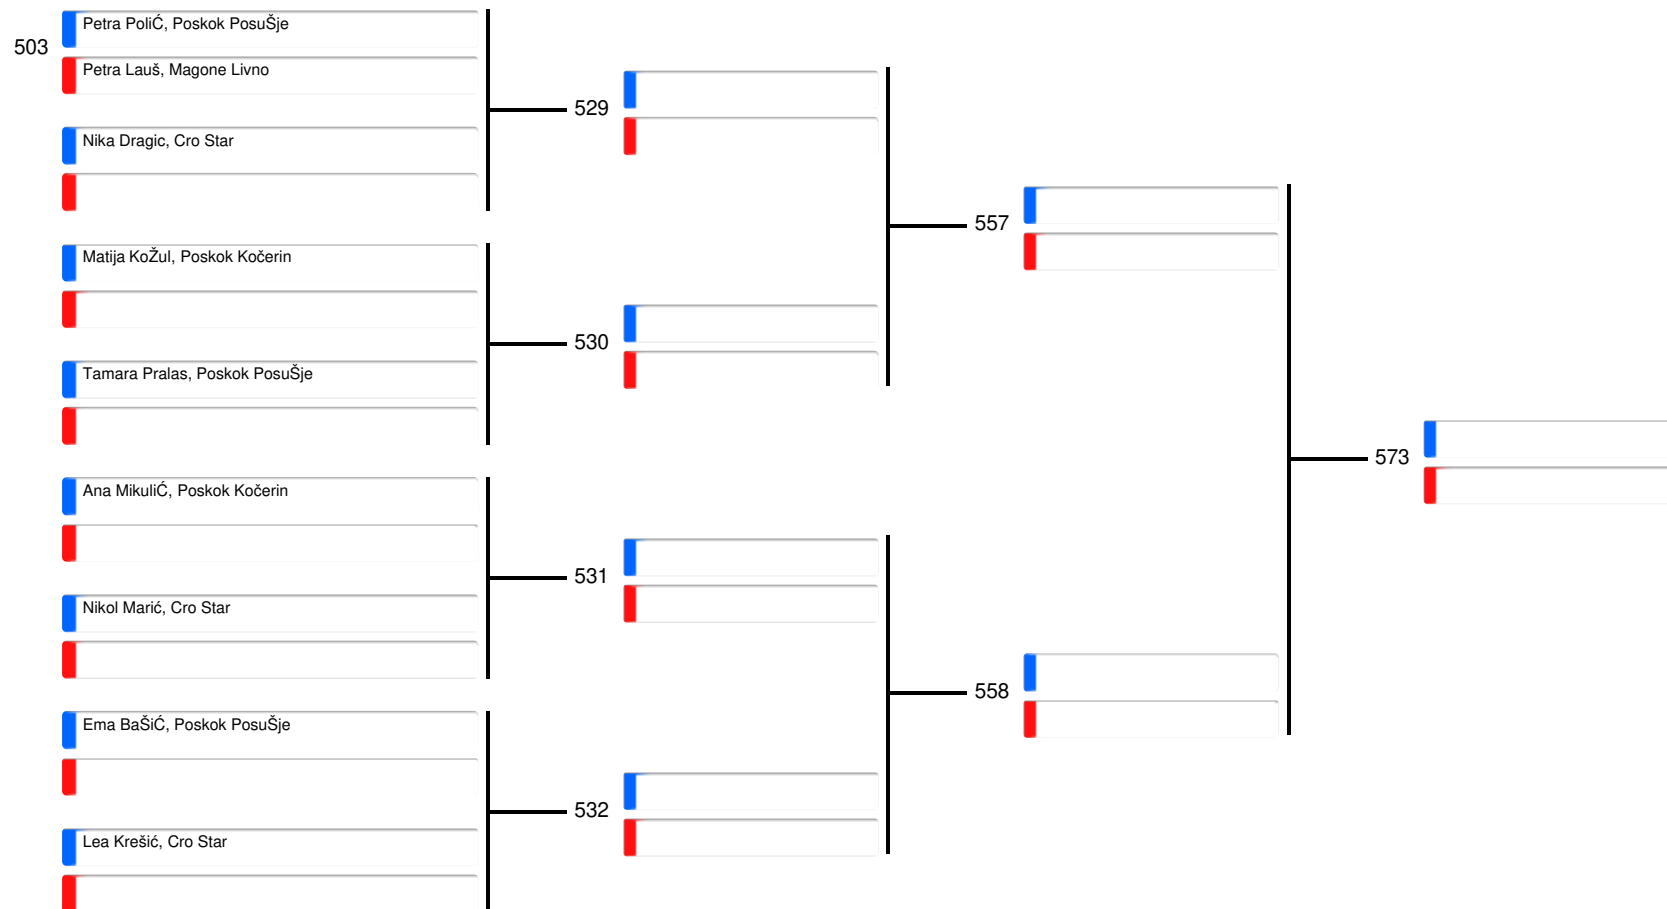 503
Petra PoliĆ, Poskok PosuŠje
Petra Lauš, Magone Livno
Nika Dragic, Cro Star
529
Matija KoŽul, Poskok Kočerin
Tamara Pralas, Poskok PosuŠje
530
557
Ana MikuliĆ, Poskok Kočerin
Nikol Marić, Cro Star
531
Ema BaŠiĆ, Poskok PosuŠje
Lea Krešić, Cro Star
532
558
573